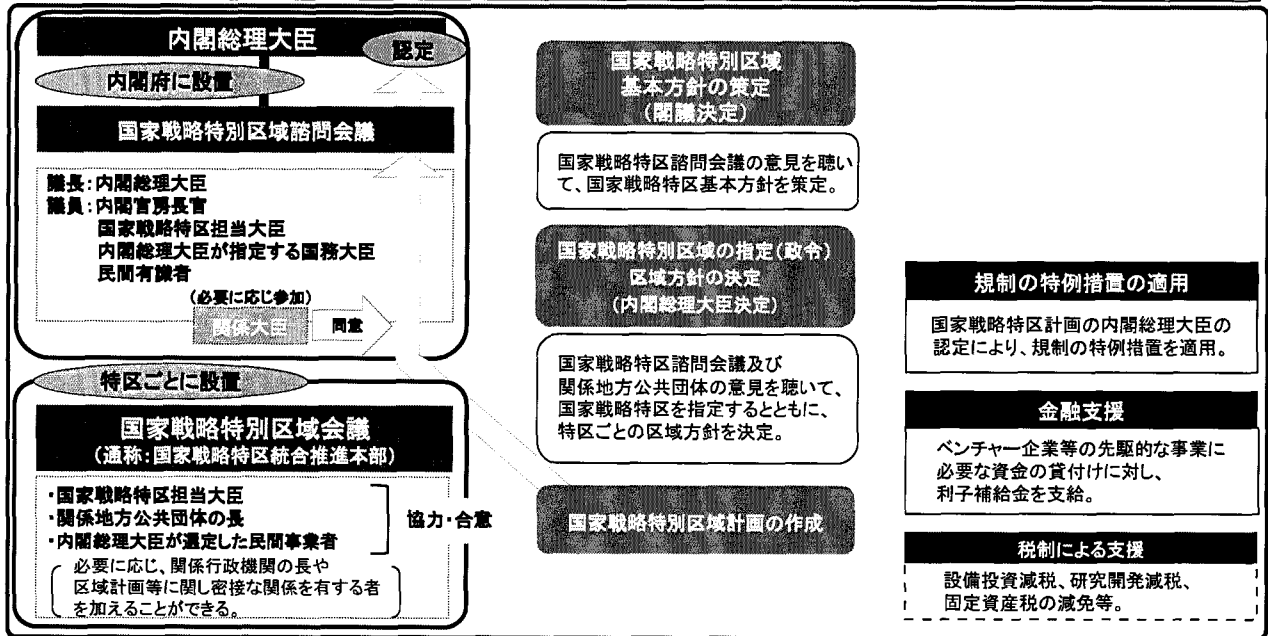 内閣総理大臣
認定
内閣府に設置
国家戦略特別区域諮問会議
議長:内閣総理大臣
議員:内閣官房長官
国家戦略特区担当大臣
内閣総理大臣が指定する国務大臣
民間有識者
(必要に応じ参加)
関係大臣
同意
特区ごとに設置
国家戦略特別区域会議
(通称:国家戦略特区統合推進本部)
・国家戦略特区担当大臣
・関係地方公共団体の長
・内閣総理大臣が選定した民間事業者
協力・合意
必要に応じ、関係行政機関の長や
区域計画等に関し密接な関係を有する者
を加えることができる。
国家戦略特別区域
基本方針の策定
(閣議決定)
国家戦略特区諮問会議の意見を聴い
て、国家戦略特区基本方針を策定。
国家戦略特別区域の指定(政令)
区域方針の決定
(内閣総理大臣決定)
国家戦略特区諮問会議及び
関係地方公共団体の意見を聴いて、
国家戦略特区を指定するとともに、
特区ごとの区域方針を決定。
国家戦略特別区域計画の作成
規制の特例措置の適用
国家戦略特区計画の内閣総理大臣の
認定により、規制の特例措置を適用。
金融支援
ベンチャー企業等の先駆的な事業に
必要な資金の貸付けに対し、
利子補給金を支給。
税制による支援
設備投資減税、研究開発減税、
固定資産税の減免等。